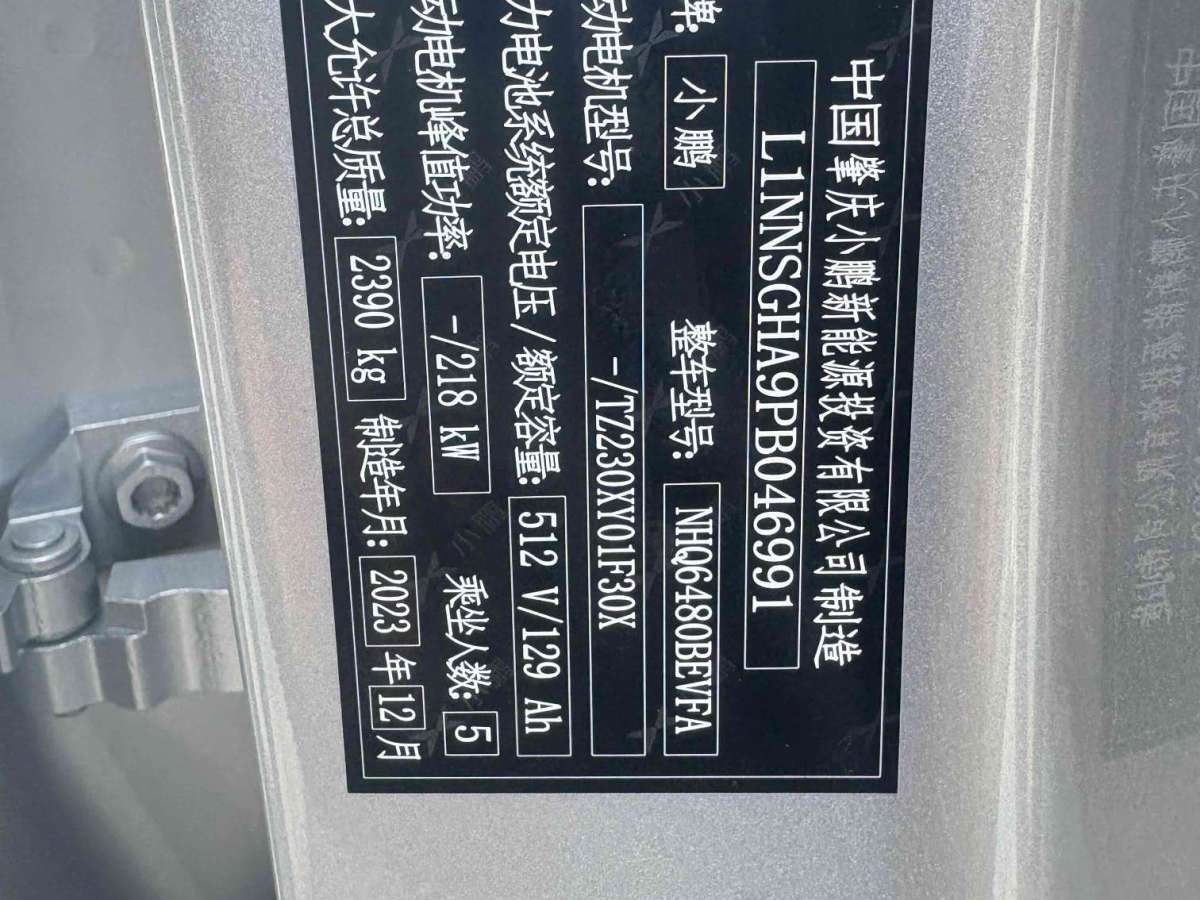 中国肇庆小鹏新能源投资有限公司制造
L1NNSGHA9PB046991
牌: 小鹏 整车型号: NHQ6480BEVFA
动电机型号: -/TZ230XY01F30X
力电池系统额定电压/额定容量: 512 V/129 Ah
动电机峰值功率: -/218 kW 乘坐人数: 5
大允许总质量: 2390 kg 制造年月: 2023 年 12 月